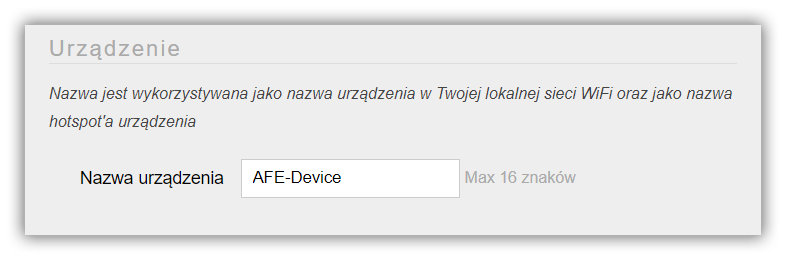 Urządzenie
Nazwa jest wykorzystywana jako nazwa urządzenia w Twojej lokalnej sieci WiFi oraz jako nazwa
hotspot'a urządzenia
Nazwa urządzenia AFE-Device Max 16 znaków